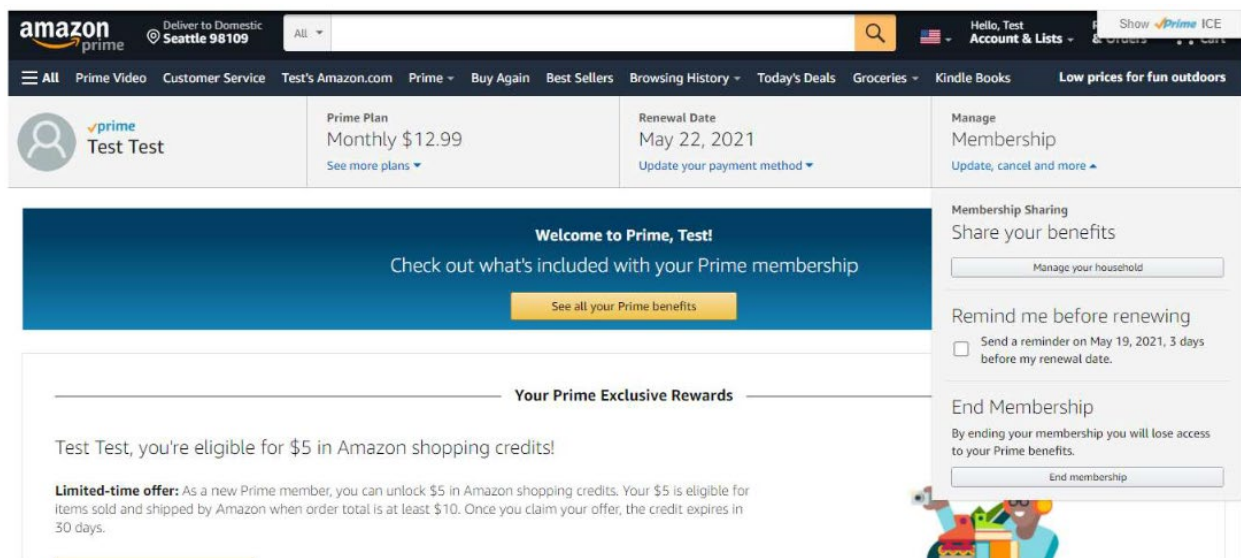 amazon prime
Deliver to Domestic
Seattle 98109
All
Hello, Test
Account & Lists
& Orders
Cart
Show Prime ICE
All Prime Video Customer Service Test's Amazon.com Prime Buy Again Best Sellers Browsing History Today's Deals Groceries Kindle Books Low prices for fun outdoors
prime
Test Test
Prime Plan
Monthly $12.99
See more plans
Renewal Date
May 22, 2021
Update your payment method
Manage
Membership
Update, cancel and more
Membership Sharing
Share your benefits
Manage your household
Remind me before renewing
Send a reminder on May 19, 2021, 3 days
before my renewal date.
End Membership
By ending your membership you will lose access
to your Prime benefits.
End membership
Welcome to Prime, Test!
Check out what's included with your Prime membership
See all your Prime benefits
Your Prime Exclusive Rewards
Test Test, you're eligible for $5 in Amazon shopping credits!
Limited-time offer: As a new Prime member, you can unlock $5 in Amazon shopping credits. Your $5 is eligible for
items sold and shipped by Amazon when order total is at least $10. Once you claim your offer, the credit expires in
30 days.